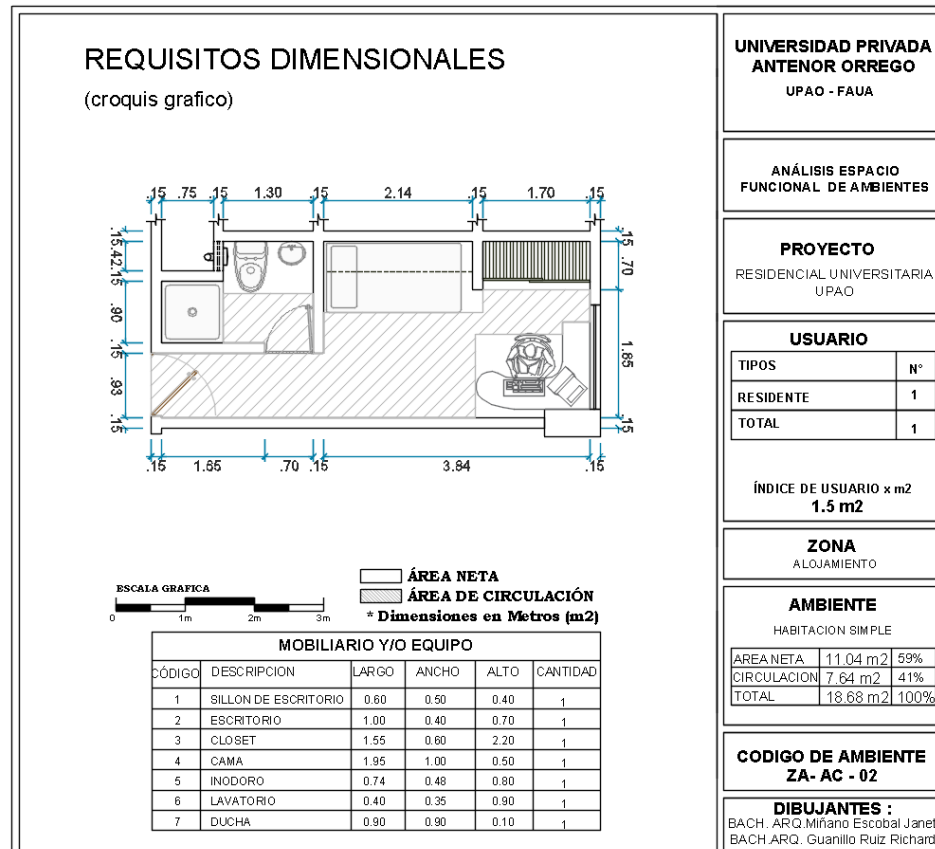 REQUISITOS DIMENSIONALES
(croquis grafico)
.15 .75 .15 1.30 .15 2.14 .15 1.70 .15
.15
.42
.15
.90
.15
.93
.15
.15
.70
1.85
.15
.15 1.65 .70 .15 3.84 .15
ESCALA GRAFICA
0 1m 2m 3m
ÁREA NETA
ÁREA DE CIRCULACIÓN
* Dimensiones en Metros (m2)
MOBILIARIO Y/O EQUIPO
CÓDIGO DESCRIPCION LARGO ANCHO ALTO CANTIDAD
1 SILLON DE ESCRITORIO 0.60 0.50 0.40 1
2 ESCRITORIO 1.00 0.40 0.70 1
3 CLOSET 1.55 0.60 2.20 1
4 CAMA 1.95 1.00 0.50 1
5 INODORO 0.74 0.48 0.80 1
6 LAVATORIO 0.40 0.35 0.90 1
7 DUCHA 0.90 0.90 0.10 1
UNIVERSIDAD PRIVADA
ANTENOR ORREGO
UPAO - FAUA
ANÁLISIS ESPACIO
FUNCIONAL DE AMBIENTES
PROYECTO
RESIDENCIAL UNIVERSITARIA
UPAO
USUARIO
TIPOS N°
RESIDENTE 1
TOTAL 1
ÍNDICE DE USUARIO x m2
1.5 m2
ZONA
ALOJAMIENTO
AMBIENTE
HABITACION SIMPLE
AREA NETA 11.04 m2 59%
CIRCULACION 7.64 m2 41%
TOTAL 18.68 m2 100%
CODIGO DE AMBIENTE
ZA- AC - 02
DIBUJANTES :
BACH. ARQ.Miñano Escobal Janet
BACH.ARQ. Guanillo Ruiz Richard